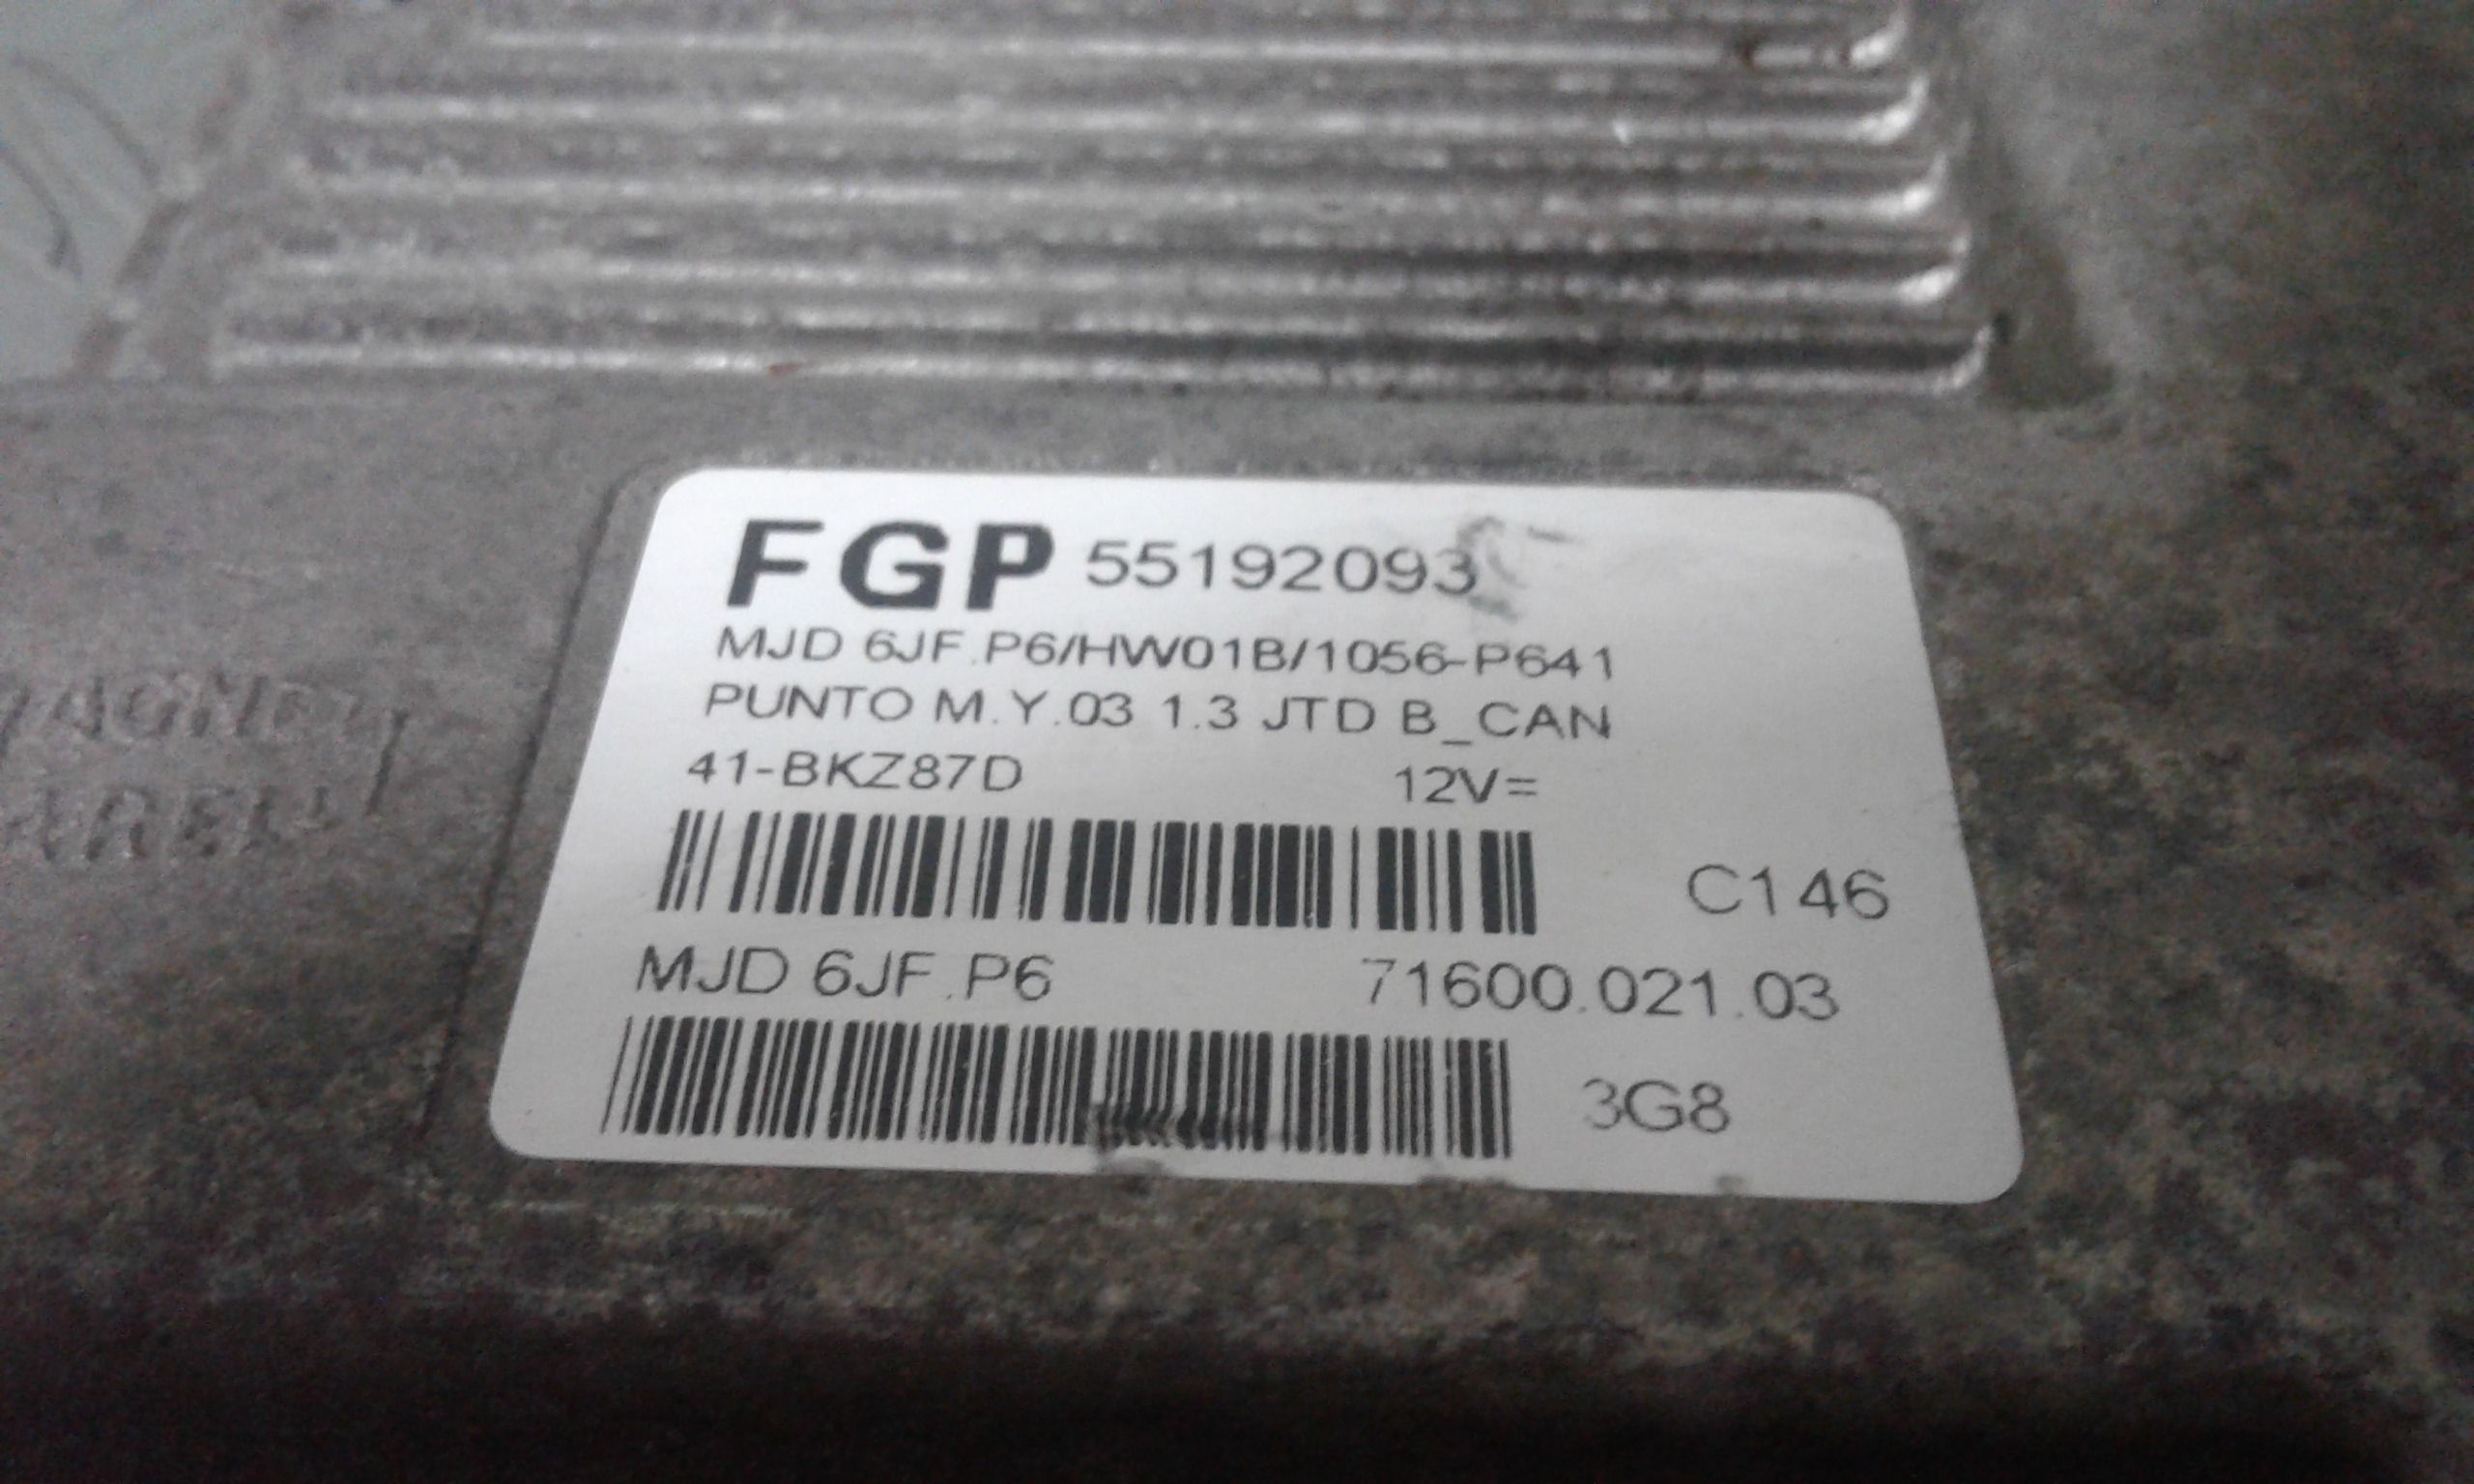 FGP 55192093
MJD 6JF.P6/HW01B/1056-P641
PUNTO M.Y.03 1.3 JTD B_CAN
41-BKZ87D 12V=
C146
MJD 6JF.P6 71600.021.03
3G8